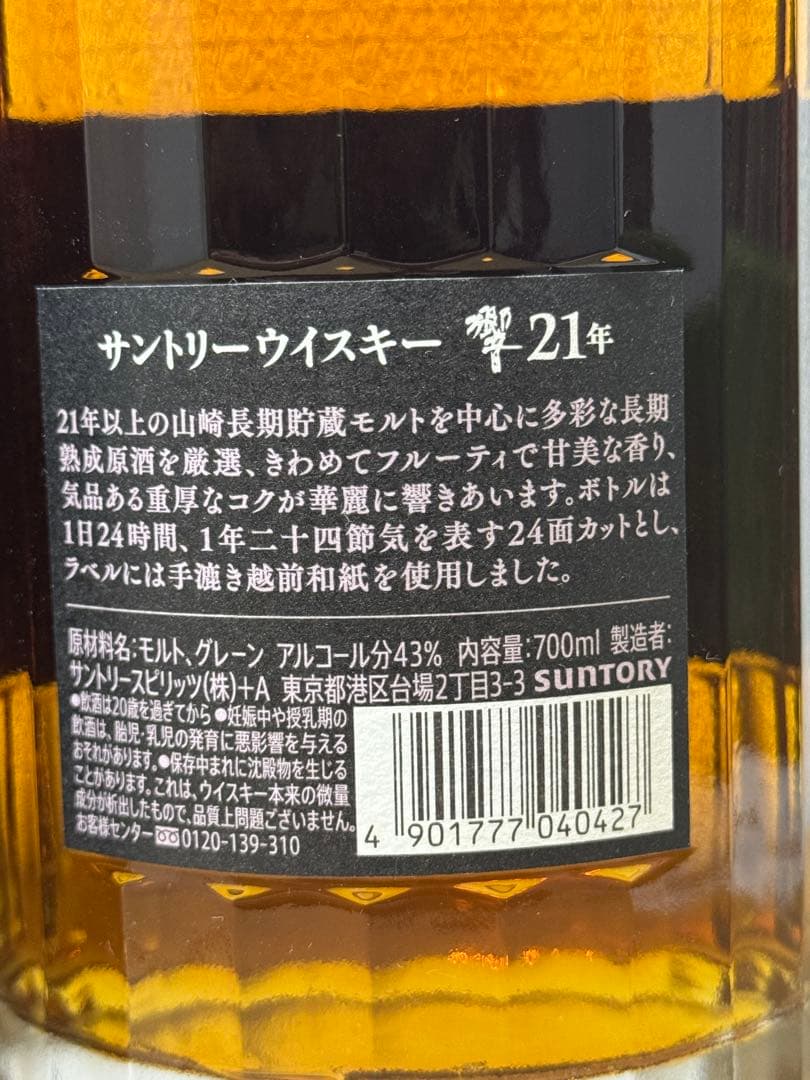 サントリーウイスキー 響 21年
21年以上の山崎長期貯蔵モルトを中心に多彩な長期
熟成原酒を厳選、きわめてフルーティで甘美な香り、
気品ある重厚なコクが華麗に響きあいます。ボトルは
1日24時間、1年二十四節気を表す24面カットとし、
ラベルには手漉き越前和紙を使用しました。
原材料名:モルト、グレーン アルコール分43% 内容量:700ml 製造者:
サントリースピリッツ(株)+A 東京都港区台場2丁目3-3 SUNTORY
●飲酒は20歳を過ぎてから ●妊娠中や授乳期の
飲酒は、胎児・乳児の発育に悪影響を与える
おそれがあります。●保存中まれに沈殿物を生じる
ことがあります。これは、ウイスキー本来の微量
成分が析出したもので、品質上問題ございません。
お客様センター 0120-139-310
4 901777 040427